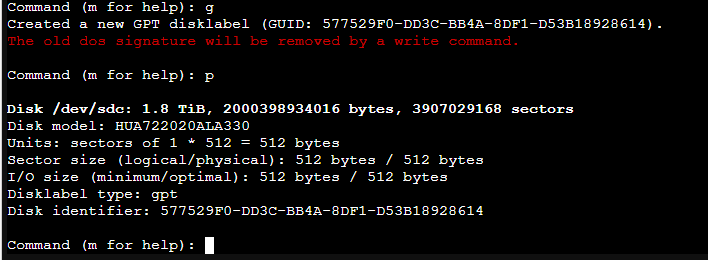 Command (m for help): g
Created a new GPT disklabel (GUID: 577529F0-DD3C-BB4A-8DF1-D53B18928614).
The old dos signature will be removed by a write command.
Command (m for help): p
Disk /dev/sdc: 1.8 TiB, 2000398934016 bytes, 3907029168 sectors
Disk model: HUA722020ALA330
Units: sectors of 1 * 512 = 512 bytes
Sector size (logical/physical): 512 bytes / 512 bytes
I/O size (minimum/optimal): 512 bytes / 512 bytes
Disklabel type: gpt
Disk identifier: 577529F0-DD3C-BB4A-8DF1-D53B18928614
Command (m for help):